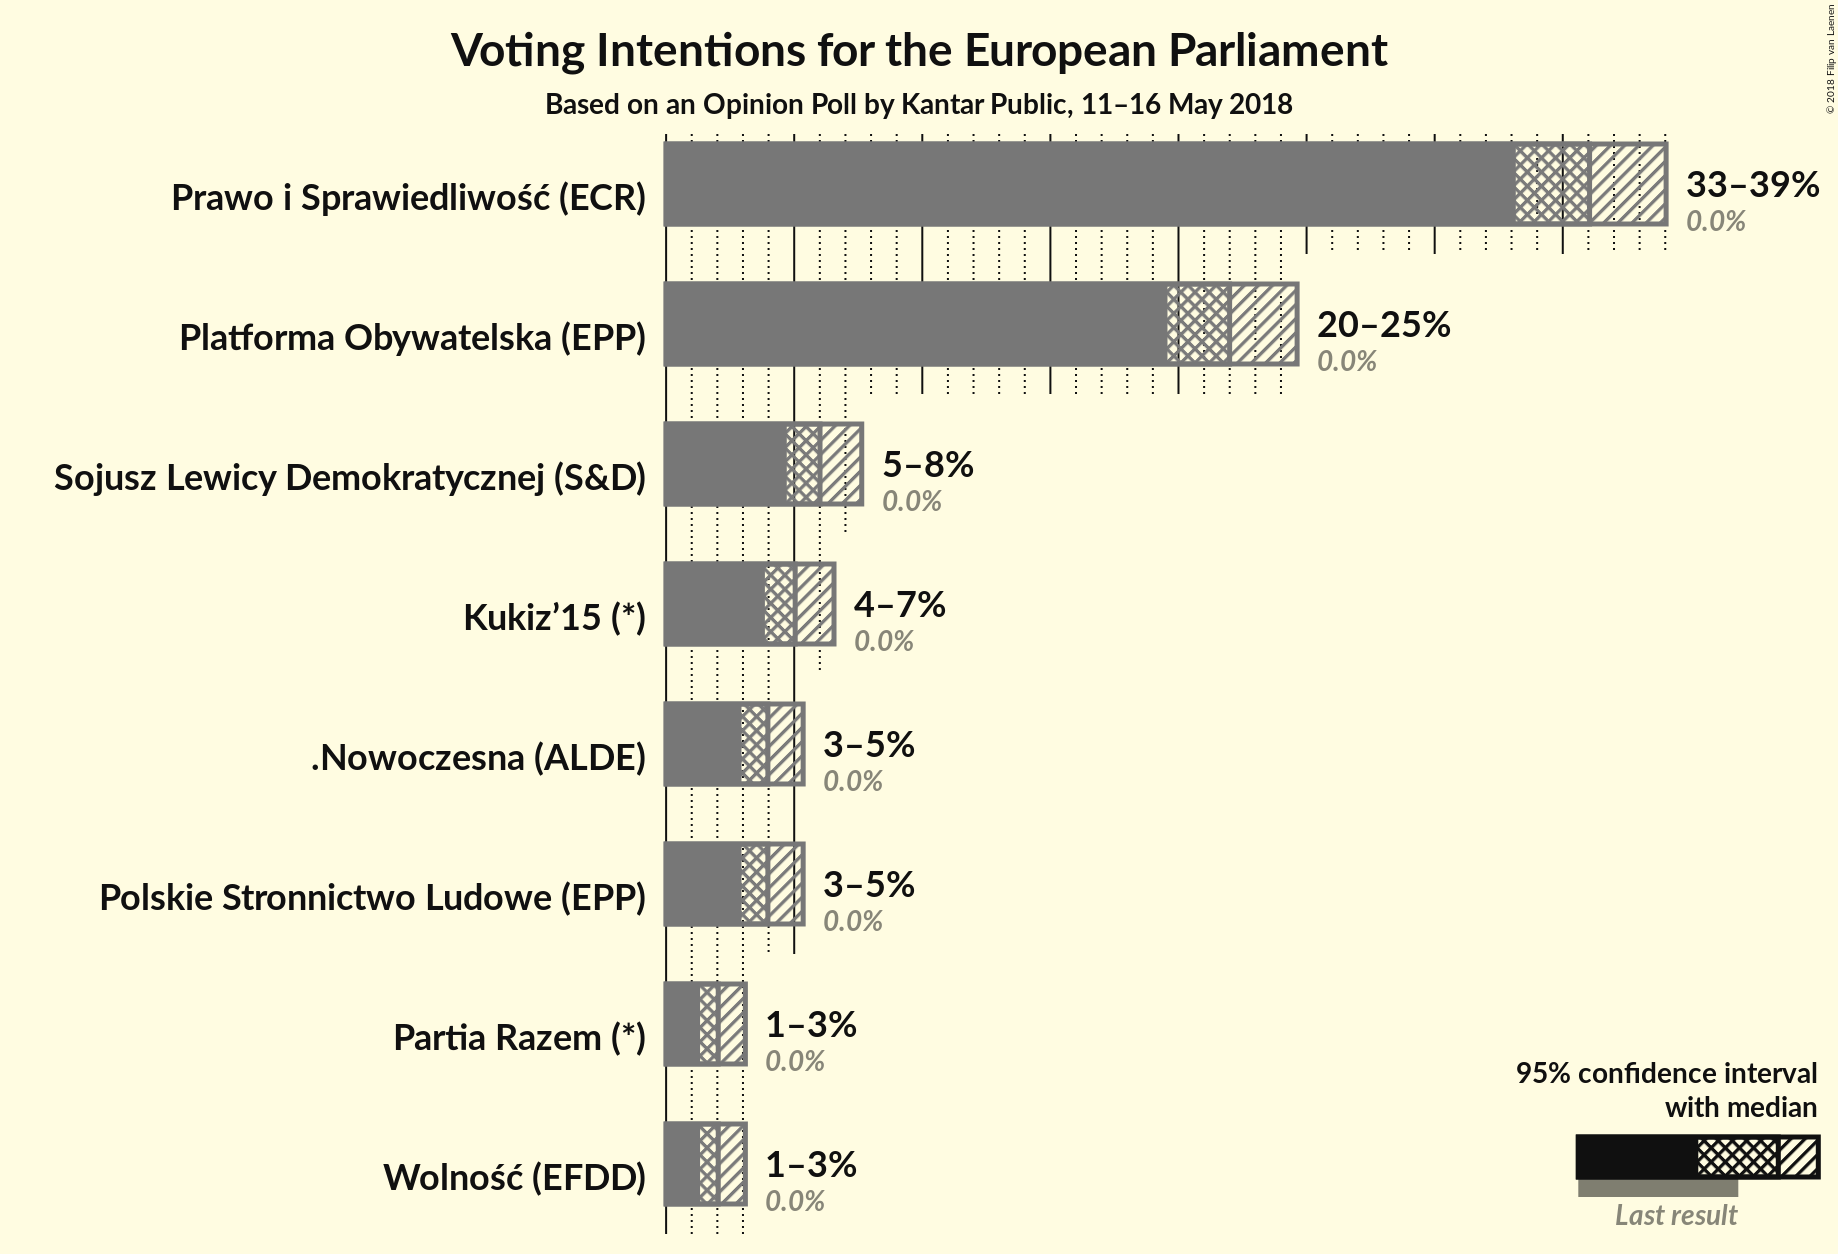 Voting Intentions for the European Parliament
Based on an Opinion Poll by Kantar Public, 11–16 May 2018
© 2018 Filip van Laenen
Prawo i Sprawiedliwość (ECR)
33–39%
0.0%
Platforma Obywatelska (EPP)
20–25%
0.0%
Sojusz Lewicy Demokratycznej (S&D)
5–8%
0.0%
Kukiz’15 (*)
4–7%
0.0%
.Nowoczesna (ALDE)
3–5%
0.0%
Polskie Stronnictwo Ludowe (EPP)
3–5%
0.0%
Partia Razem (*)
1–3%
0.0%
Wolność (EFDD)
1–3%
0.0%
95% confidence interval
with median
Last result